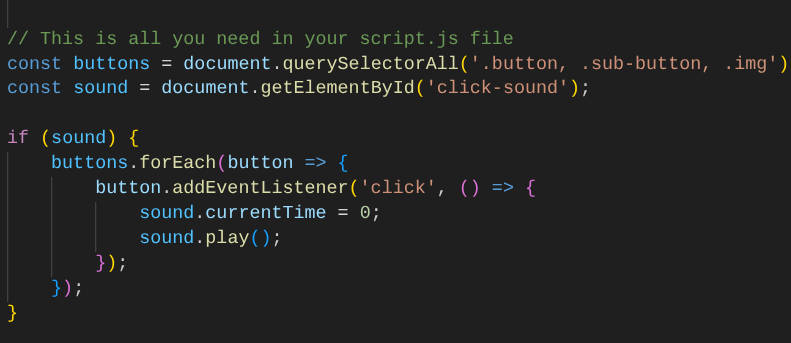 // This is all you need in your script.js file
const buttons = document.querySelectorAll('.button, .sub-button, .img')
const sound = document.getElementById('click-sound');

if (sound) {
    buttons.forEach(button => {
        button.addEventListener('click', () => {
            sound.currentTime = 0;
            sound.play();
        });
    });
}